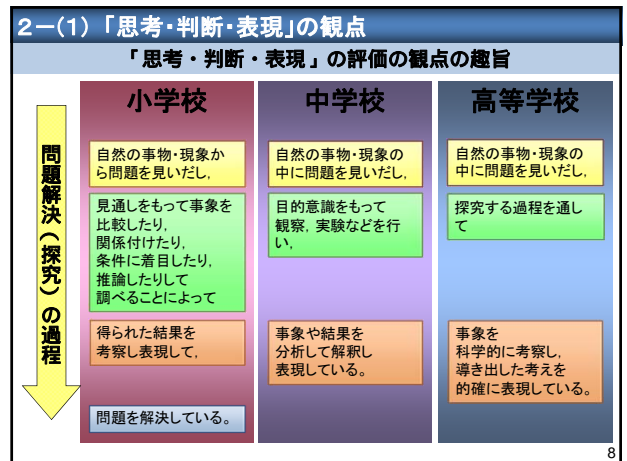 ２－(１) 「思考・判断・表現」の観点
「思考・判断・表現」の評価の観点の趣旨
問題解決（探究）の過程
小学校
自然の事物・現象か
ら問題を見いだし，
見通しをもって事象を
比較したり，
関係付けたり，
条件に着目したり，
推論したりして
調べることによって
得られた結果を
考察し表現して，
問題を解決している。
中学校
自然の事物・現象の
中に問題を見いだし，
目的意識をもって
観察，実験などを行
い，
事象や結果を
分析して解釈し
表現している。
高等学校
自然の事物・現象の
中に問題を見いだし，
探究する過程を通し
て
事象を
科学的に考察し，
導き出した考えを
的確に表現している。
8